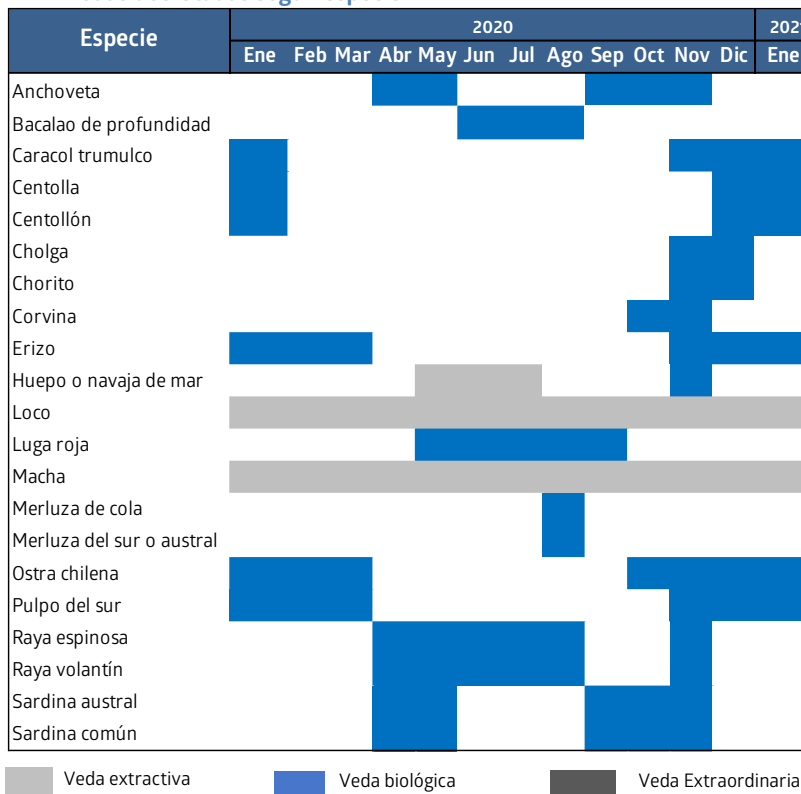 Especie
2020
2021
Ene Feb Mar Abr May Jun Jul Ago Sep Oct Nov Dic Ene
Anchoveta
Bacalao de profundidad
Caracol trumulco
Centolla
Centollón
Cholga
Chorito
Corvina
Erizo
Huepo o navaja de mar
Loco
Luga roja
Macha
Merluza de cola
Merluza del sur o austral
Ostra chilena
Pulpo del sur
Raya espinosa
Raya volantín
Sardina austral
Sardina común
Veda extractiva Veda biológica Veda Extraordinaria